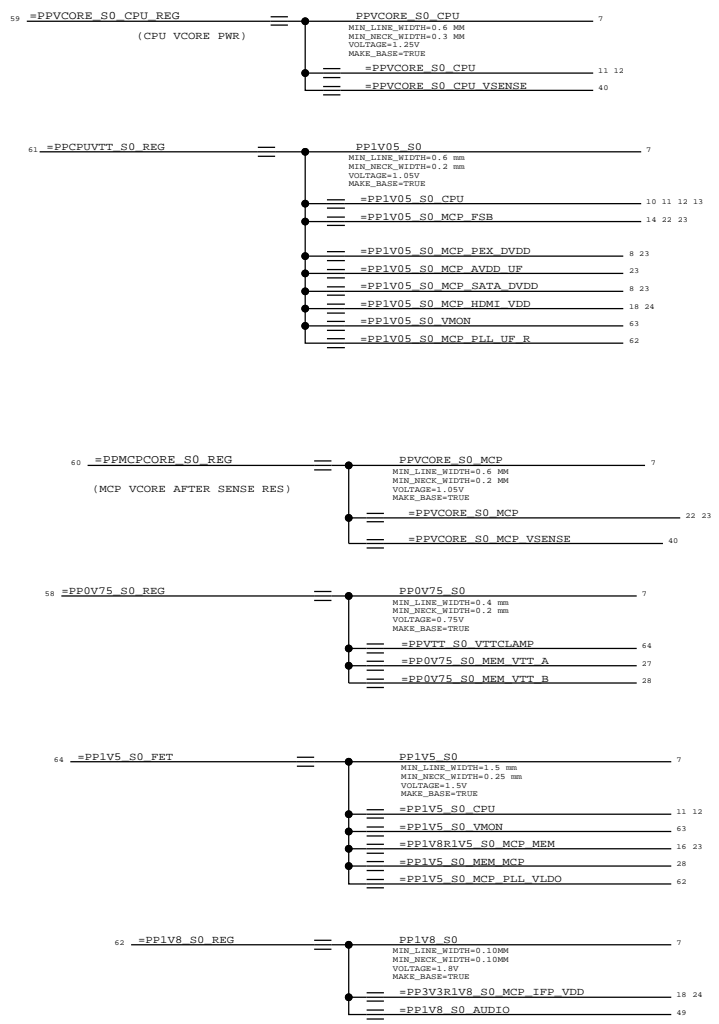 59 =PPVCORE_S0_CPU_REG PPVCORE_S0_CPU 7
(CPU VCORE PWR)
MIN_LINE_WIDTH=0.6 MM
MIN_NECK_WIDTH=0.3 MM
VOLTAGE=1.25V
MAKE_BASE=TRUE
=PPVCORE_S0_CPU 11 12
=PPVCORE_S0_CPU_VSENSE 40
61 =PPCPUVTT_S0_REG PP1V05_S0 7
MIN_LINE_WIDTH=0.6 mm
MIN_NECK_WIDTH=0.2 mm
VOLTAGE=1.05V
MAKE_BASE=TRUE
=PP1V05_S0_CPU 10 11 12 13
=PP1V05_S0_MCP_FSB 14 22 23
=PP1V05_S0_MCP_PEX_DVDD 8 23
=PP1V05_S0_MCP_AVDD_UF 23
=PP1V05_S0_MCP_SATA_DVDD 8 23
=PP1V05_S0_MCP_HDMI_VDD 18 24
=PP1V05_S0_VMON 63
=PP1V05_S0_MCP_PLL_UF_R 62
60 =PPMCPCORE_S0_REG PPVCORE_S0_MCP 7
(MCP VCORE AFTER SENSE RES)
MIN_LINE_WIDTH=0.6 MM
MIN_NECK_WIDTH=0.2 MM
VOLTAGE=1.05V
MAKE_BASE=TRUE
=PPVCORE_S0_MCP 22 23
=PPVCORE_S0_MCP_VSENSE 40
58 =PP0V75_S0_REG PP0V75_S0 7
MIN_LINE_WIDTH=0.4 mm
MIN_NECK_WIDTH=0.2 mm
VOLTAGE=0.75V
MAKE_BASE=TRUE
=PPVTT_S0_VTTCLAMP 64
=PP0V75_S0_MEM_VTT_A 27
=PP0V75_S0_MEM_VTT_B 28
64 =PP1V5_S0_FET PP1V5_S0 7
MIN_LINE_WIDTH=1.5 mm
MIN_NECK_WIDTH=0.25 mm
VOLTAGE=1.5V
MAKE_BASE=TRUE
=PP1V5_S0_CPU 11 12
=PP1V5_S0_VMON 63
=PP1V8R1V5_S0_MCP_MEM 16 23
=PP1V5_S0_MEM_MCP 28
=PP1V5_S0_MCP_PLL_VLDO 62
62 =PP1V8_S0_REG PP1V8_S0 7
MIN_LINE_WIDTH=0.10MM
MIN_NECK_WIDTH=0.10MM
VOLTAGE=1.8V
MAKE_BASE=TRUE
=PP3V3R1V8_S0_MCP_IFP_VDD 18 24
=PP1V8_S0_AUDIO 49